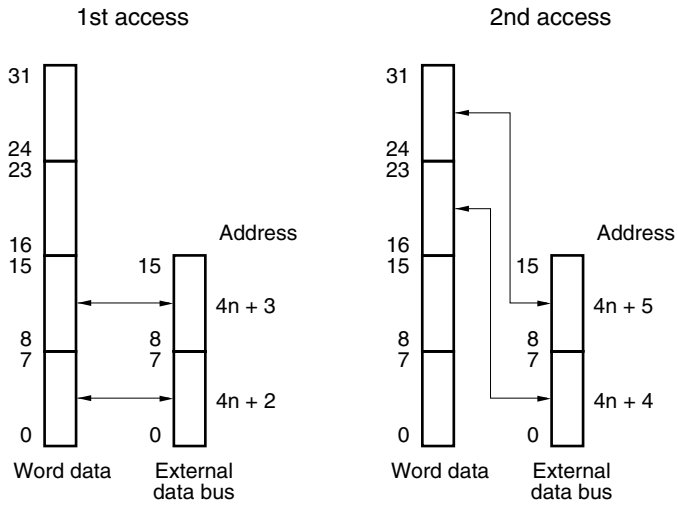 1st access
31
24
23
16
15
8
7
0
Word data
Address
15
4n + 3
8
7
4n + 2
0
External
data bus
2nd access
31
24
23
16
15
8
7
0
Word data
Address
15
4n + 5
8
7
4n + 4
0
External
data bus